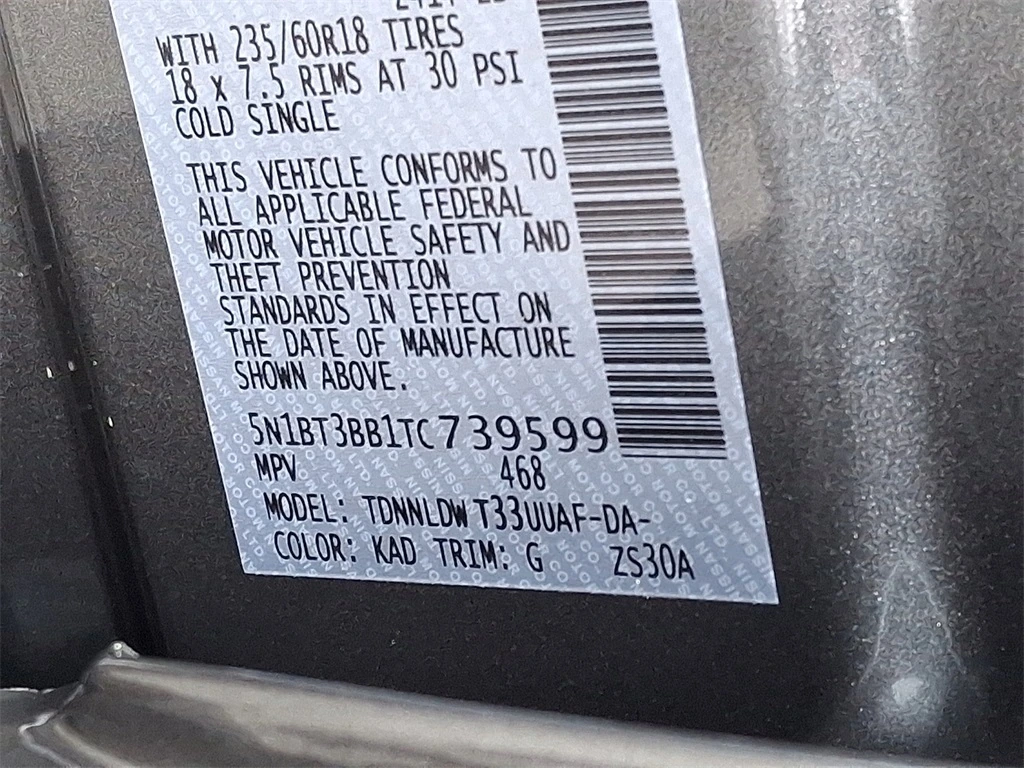 WITH 235/60R18 TIRES
18 x 7.5 RIMS AT 30 PSI
COLD SINGLE
THIS VEHICLE CONFORMS TO
ALL APPLICABLE FEDERAL
MOTOR VEHICLE SAFETY AND
THEFT PREVENTION
STANDARDS IN EFFECT ON
THE DATE OF MANUFACTURE
SHOWN ABOVE.
5N1BT3BB1TC739599
MPV 468
MODEL: TDNNLDW T33UUAF-DA-
COLOR: KAD TRIM: G ZS30A